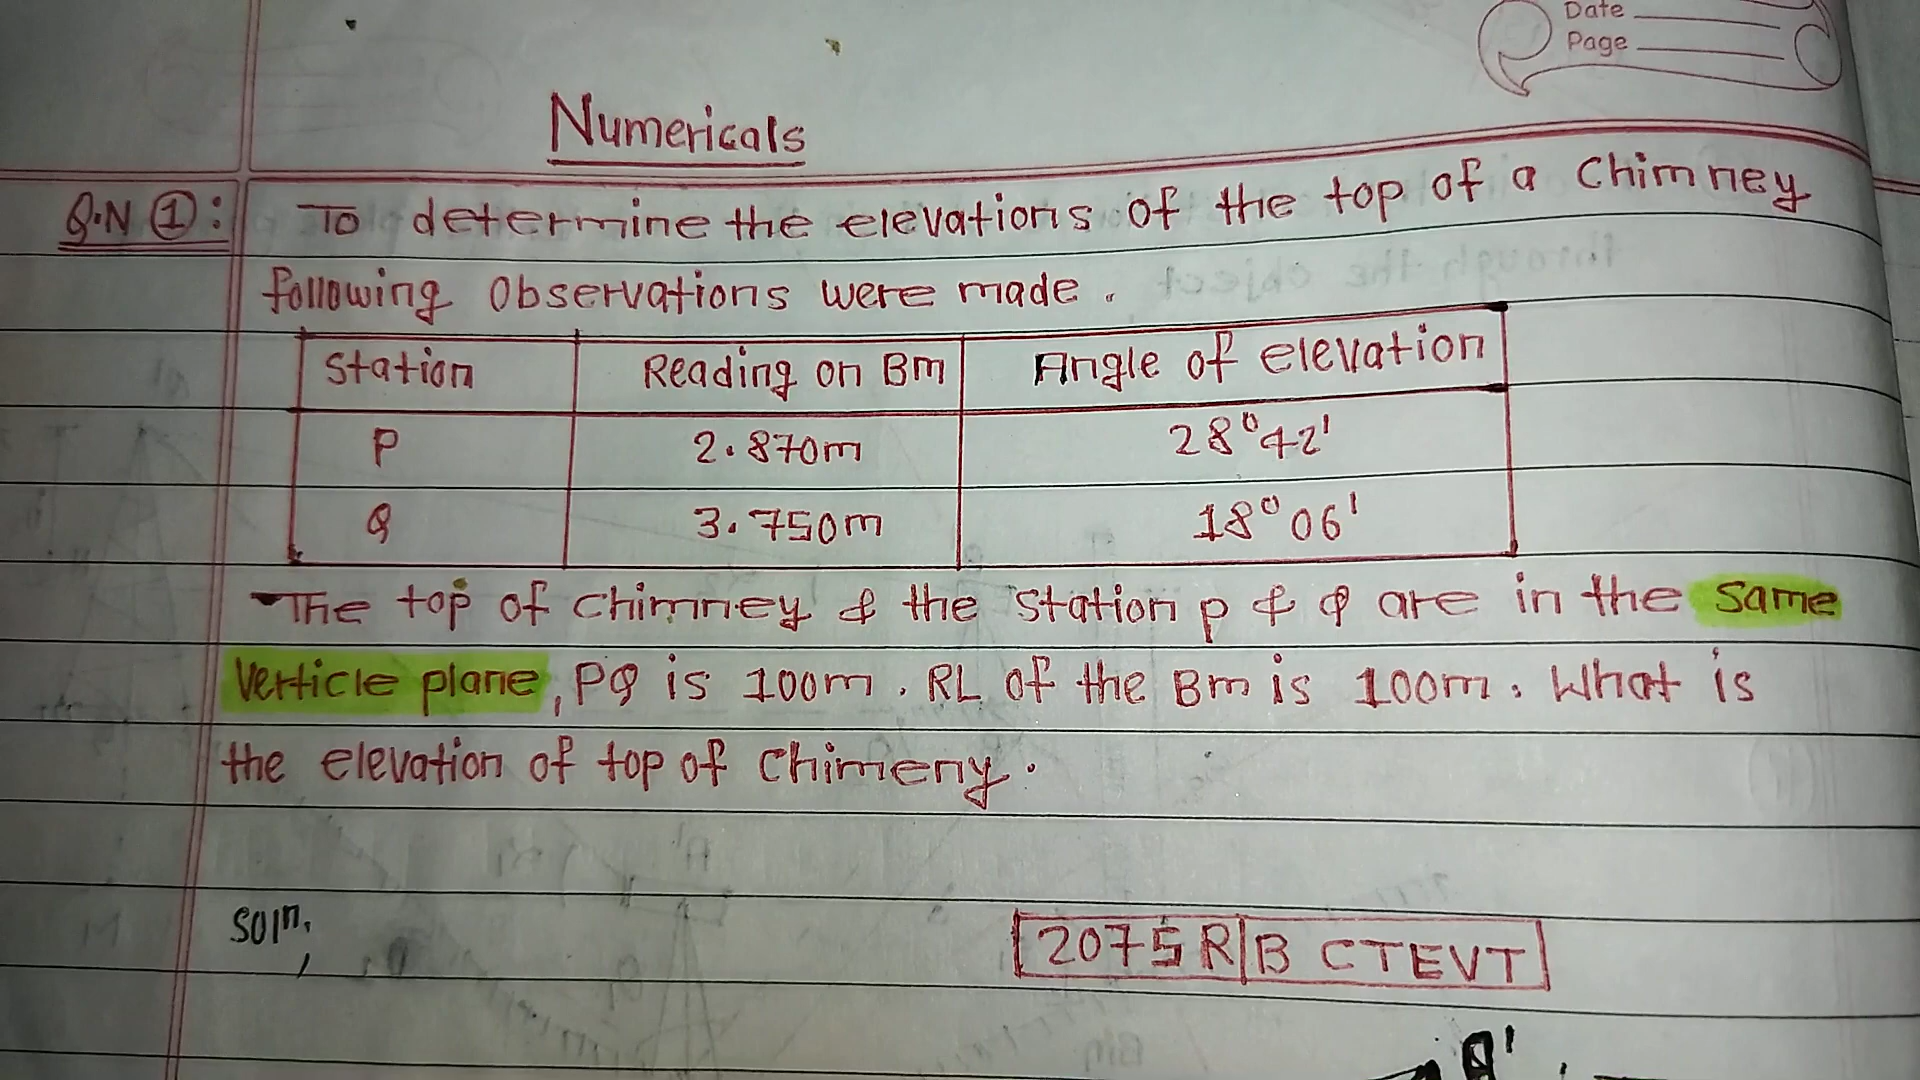 Date
Page
Numericals
Q.N ①: To determine the elevations of the top of a Chimney
following Observations were made.
Station Reading on Bm Angle of elevation
P 2.870m 28°42'
Q 3.750m 18°06'
The top of chimney & the station p & q are in the same
verticle plane, PQ is 100m. RL of the Bm is 100m. What is
the elevation of top of chimeny.
Soln;
2075 R|B CTEVT